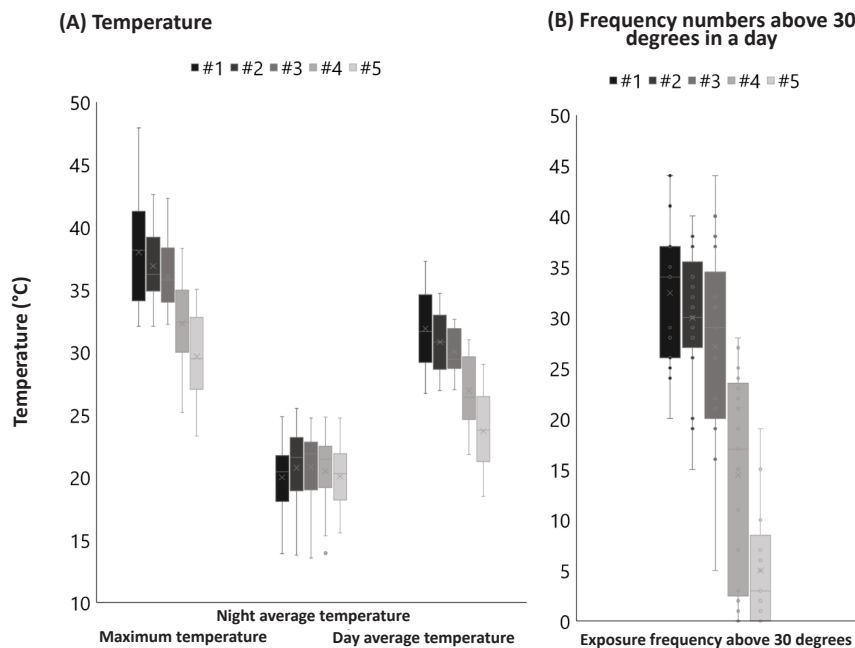 (A) Temperature
#1 #2 #3 #4 #5
Temperature (°C)
50
45
40
35
30
25
20
15
10
Night average temperature
Maximum temperature
Day average temperature
(B) Frequency numbers above 30
degrees in a day
#1 #2 #3 #4 #5
50
45
40
35
30
25
20
15
10
5
0
Exposure frequency above 30 degrees